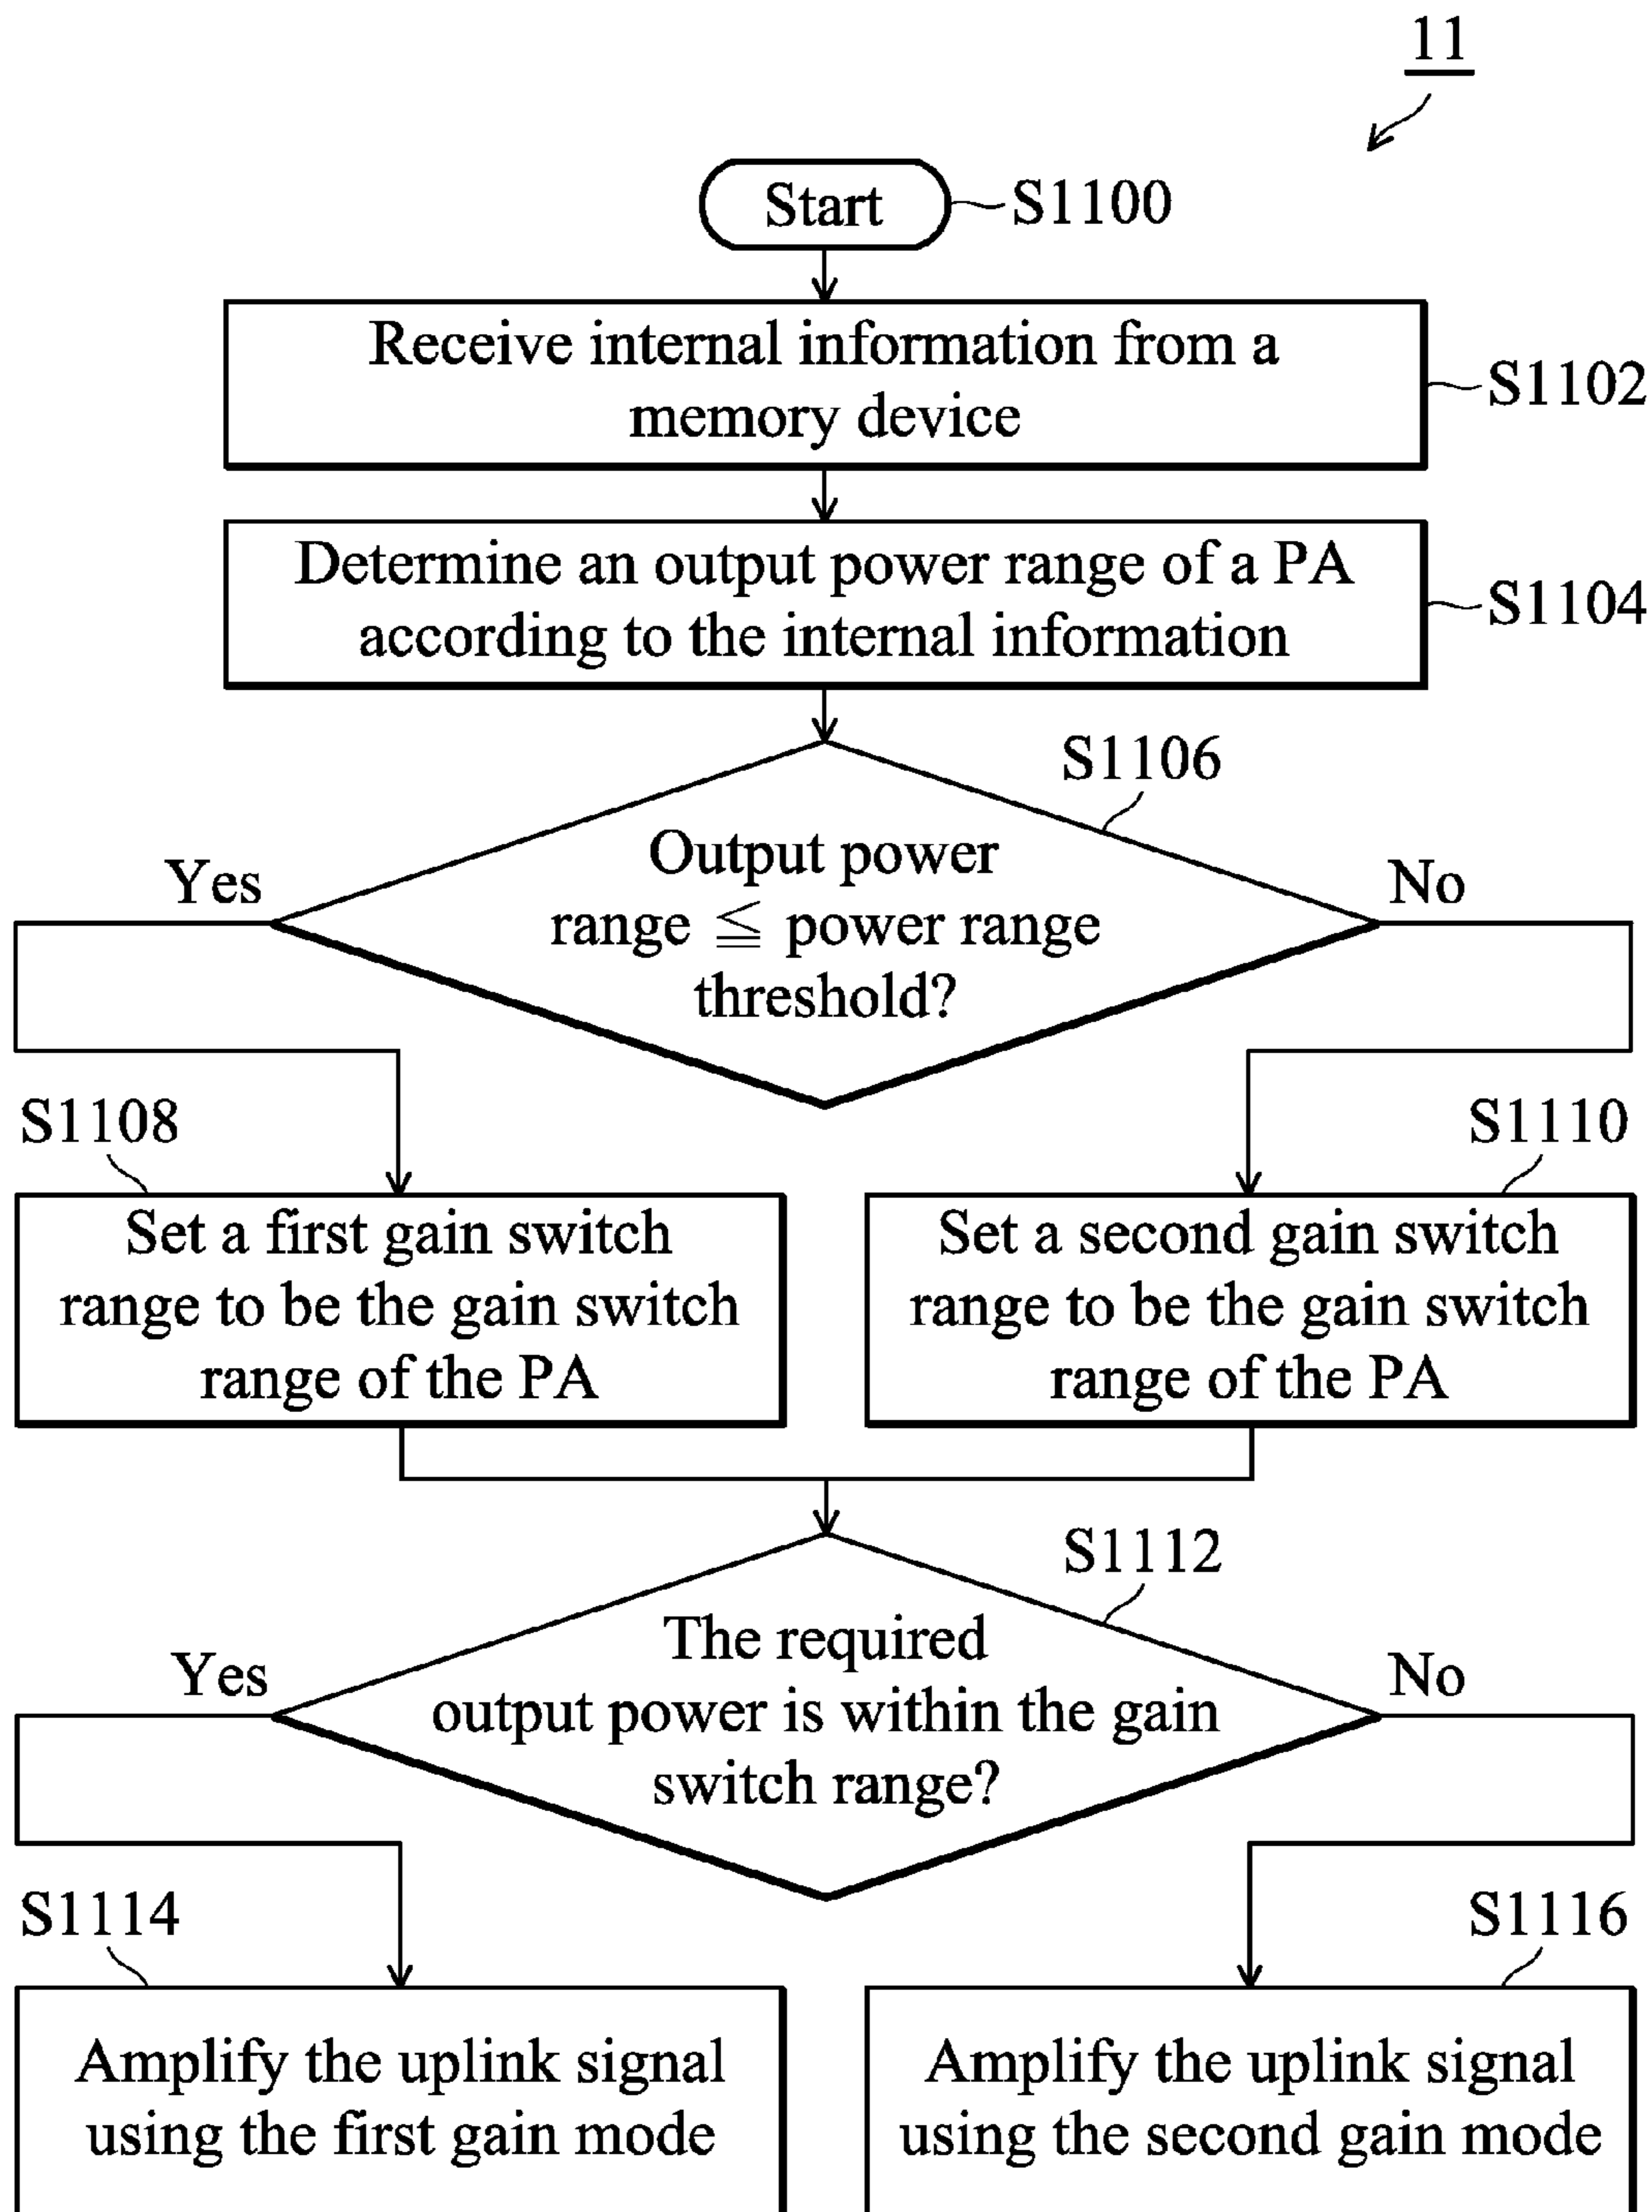 11
Start
S1100
Receive internal information from a
memory device
S1102
Determine an output power range of a PA
according to the internal information
S1104
S1106
Output power
range ≦ power range
threshold?
Yes
No
S1108
S1110
Set a first gain switch
range to be the gain switch
range of the PA
Set a second gain switch
range to be the gain switch
range of the PA
S1112
The required
output power is within the gain
switch range?
Yes
No
S1114
S1116
Amplify the uplink signal
using the first gain mode
Amplify the uplink signal
using the second gain mode